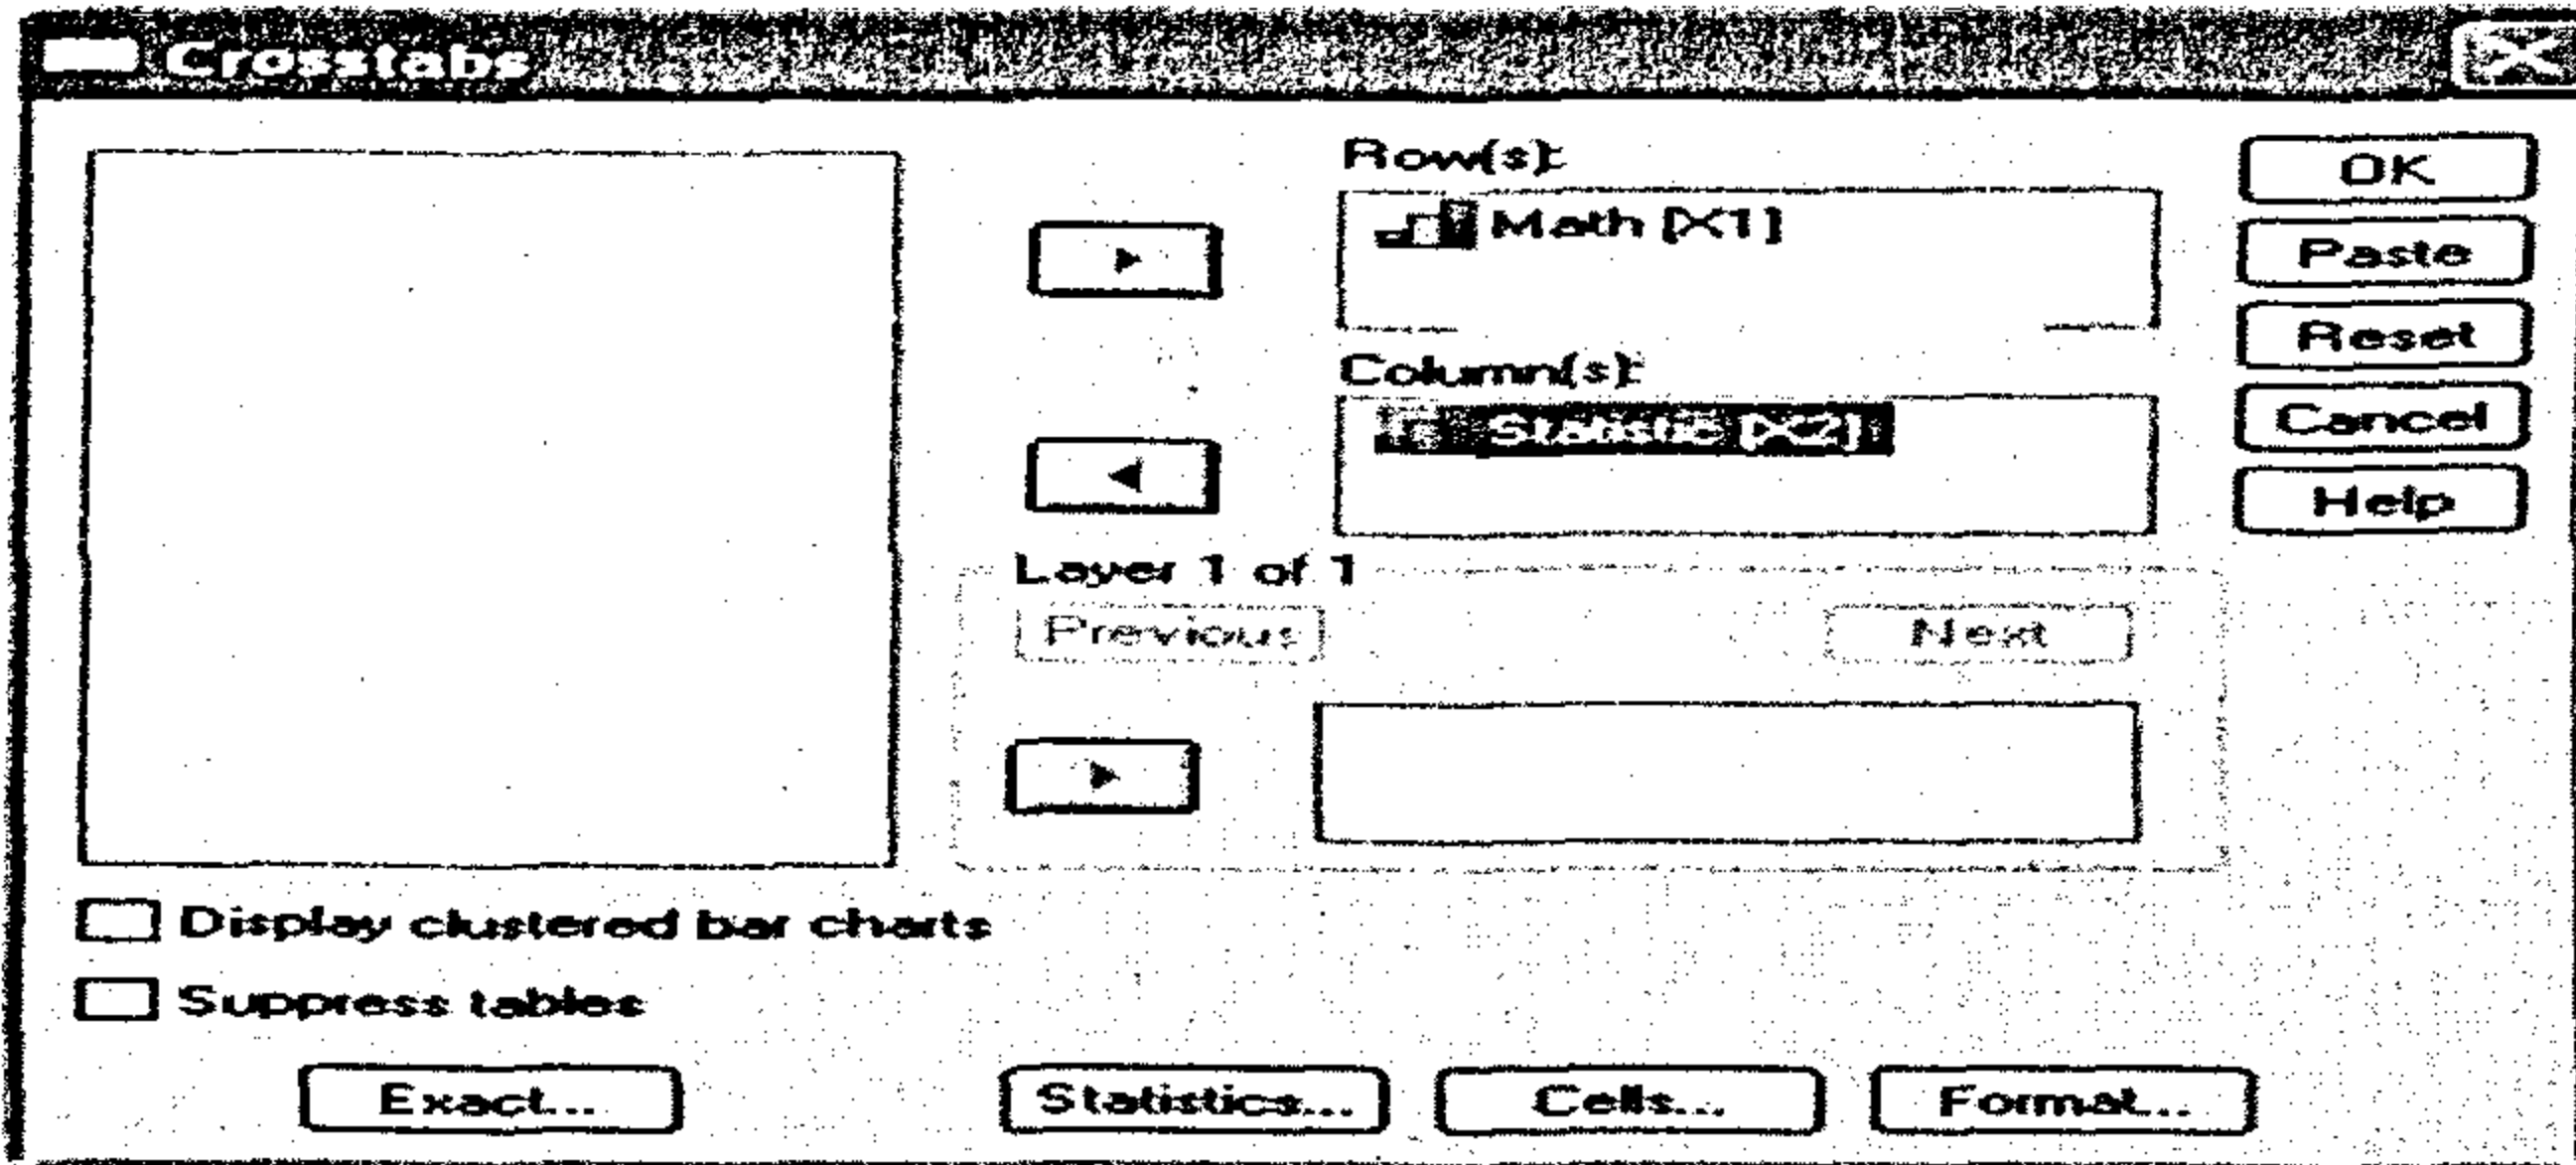 Crosstabs
Row(s):
Math [X1]
Column(s):
Statistic [X2]
Layer 1 of 1
Previous
Next
Display clustered bar charts
Suppress tables
Exact...
Statistics...
Cells...
Format...
OK
Paste
Reset
Cancel
Help